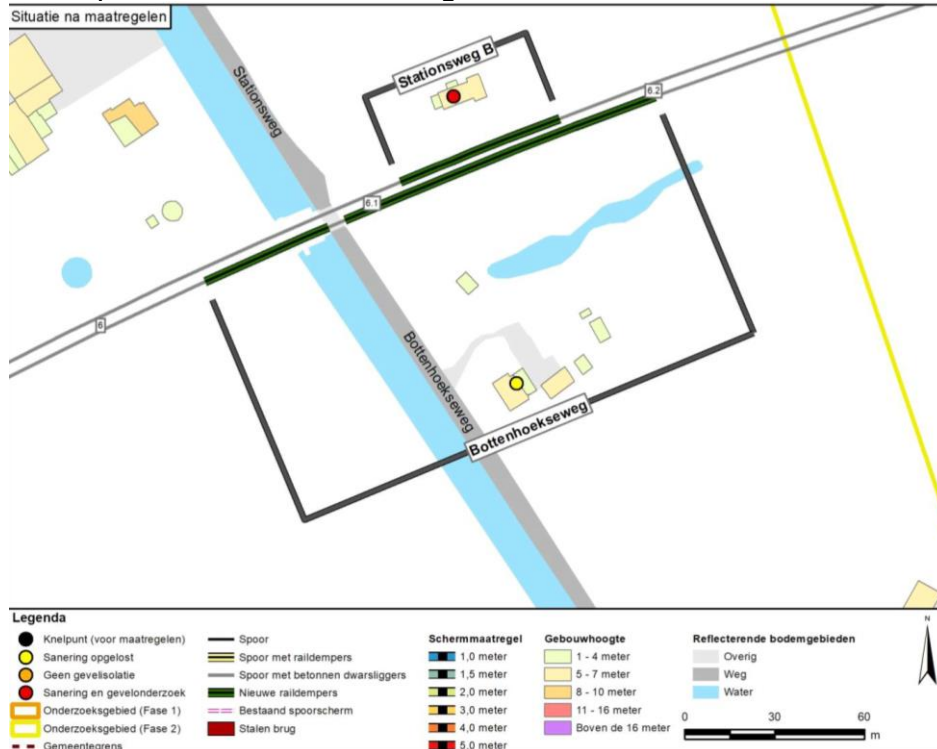 Situatie na maatregelen
Stationsweg B
Stationsweg
6.2
6.1
6
Bottenhoekseweg
Bottenhoekseweg
Legenda
Knelpunt (voor maatregelen)
Sanering opgelost
Geen gevelisolatie
Sanering en gevelonderzoek
Onderzoeksgebied (Fase 1)
Onderzoeksgebied (Fase 2)
Gemeentegrens
Spoor
Spoor met raildempers
Spoor met betonnen dwarsliggers
Nieuwe raildempers
Bestaand spoorscherm
Stalen brug
Schermmaatregel
1,0 meter
1,5 meter
2,0 meter
3,0 meter
4,0 meter
5,0 meter
Gebouwhoogte
1 - 4 meter
5 - 7 meter
8 - 10 meter
11 - 16 meter
Boven de 16 meter
Reflecterende bodemgebieden
Overig
Weg
Water
0 30 60
m
N